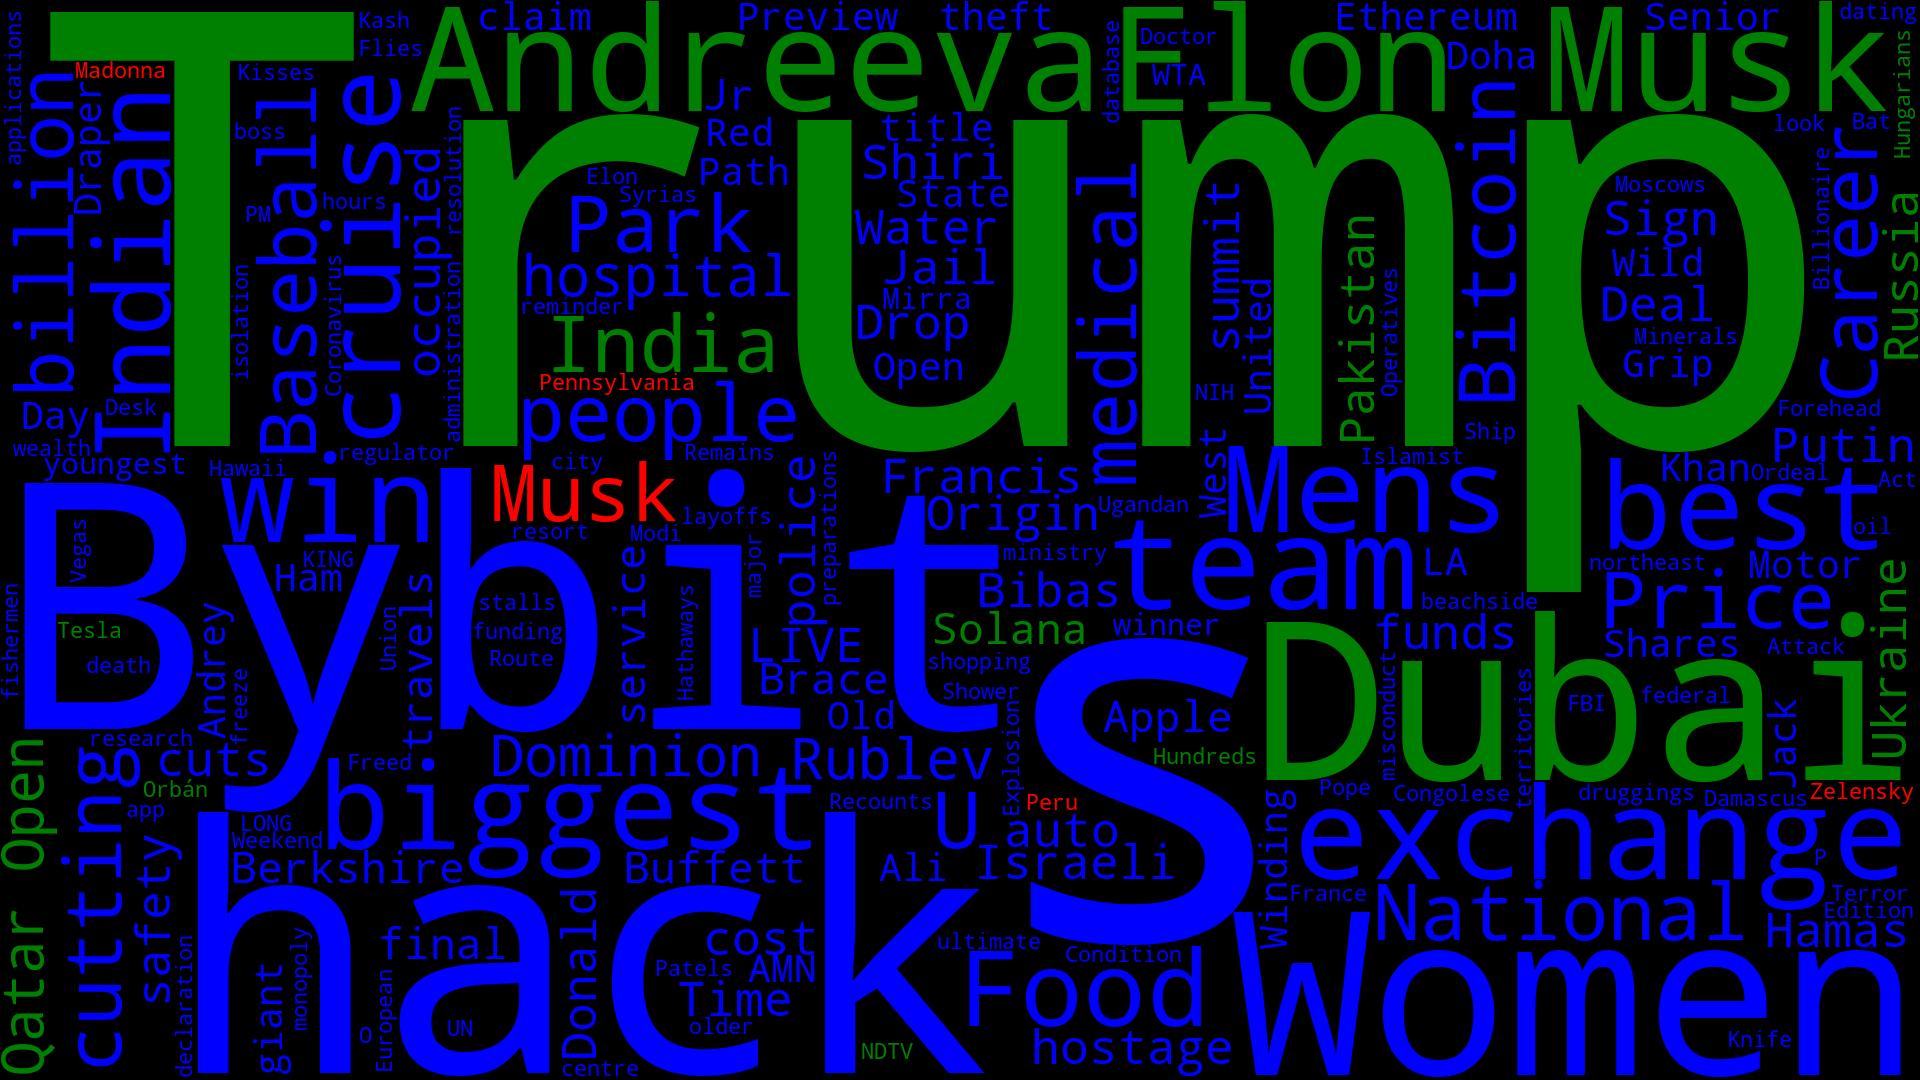 Trump
Andreeva
Elon Musk
Bybit
s
Dubai
hack
Women
claim
Preview
theft
Ethereum
Senior
dating
Kash
Flies
Doctor
WTA
Doha
database
applications
Madonna
Kisses
boss
Draper
billion
Indian
Baseball
cruise
occupied
resolution
administration
Jr
Red
Path
title
Shiri
State
Water
Jail
Mirra
Drop
Open
Elon
Syrias
Park
hospital
reminder
India
Pennsylvania
people
PM
hours
isolation
Coronavirus
medical
summit
United
NIH
Pakistan
Operatives
Bitcoin
Moscows
Sign
Wild
Deal
Minerals
Grip
look
Bat
Hungarians
Billionaire
Career
Russia
Forehead
Putin
Ship
Islamist
Khan
Ordeal
Act
Day
Desk
wealth
youngest
Hawaii
regulator
city
Remains
win
Musk
layoffs
resort
Modi
major
police
preparations
Francis
Origin
Ugandan
West
Mens
best
oil
ministry
team
LA
northeast
Motor
Bibas
beachside
Price
Vegas
KING
Ham
travels
stalls
funding
Route
service
Hathaways
LIVE
Brace
Old
Solana
winner
shopping
Shower
funds
Shares
Attack
Ukraine
fishermen
Tesla
death
Andrey
freeze
Union
Apple
Hundreds
misconduct
territories
FBI
federal
Jack
research
cuts
Orbán
app
Freed
Dominion
Rublev
Explosion
Peru
Pope
Congolese
druggings
Damascus
Zelensky
Qatar Open
cutting
safety
LONG
Weekend
biggest
Recounts
U
auto
exchange
P
Berkshire
Buffett
Ali
Israeli
Winding
France
National
Terror
Edition
Hamas
declaration
giant
monopoly
final
Donald
cost
Patels
AMN
Time
older
ultimate
Condition
Food
O
European
UN
centre
NDTV
hostage
Knife